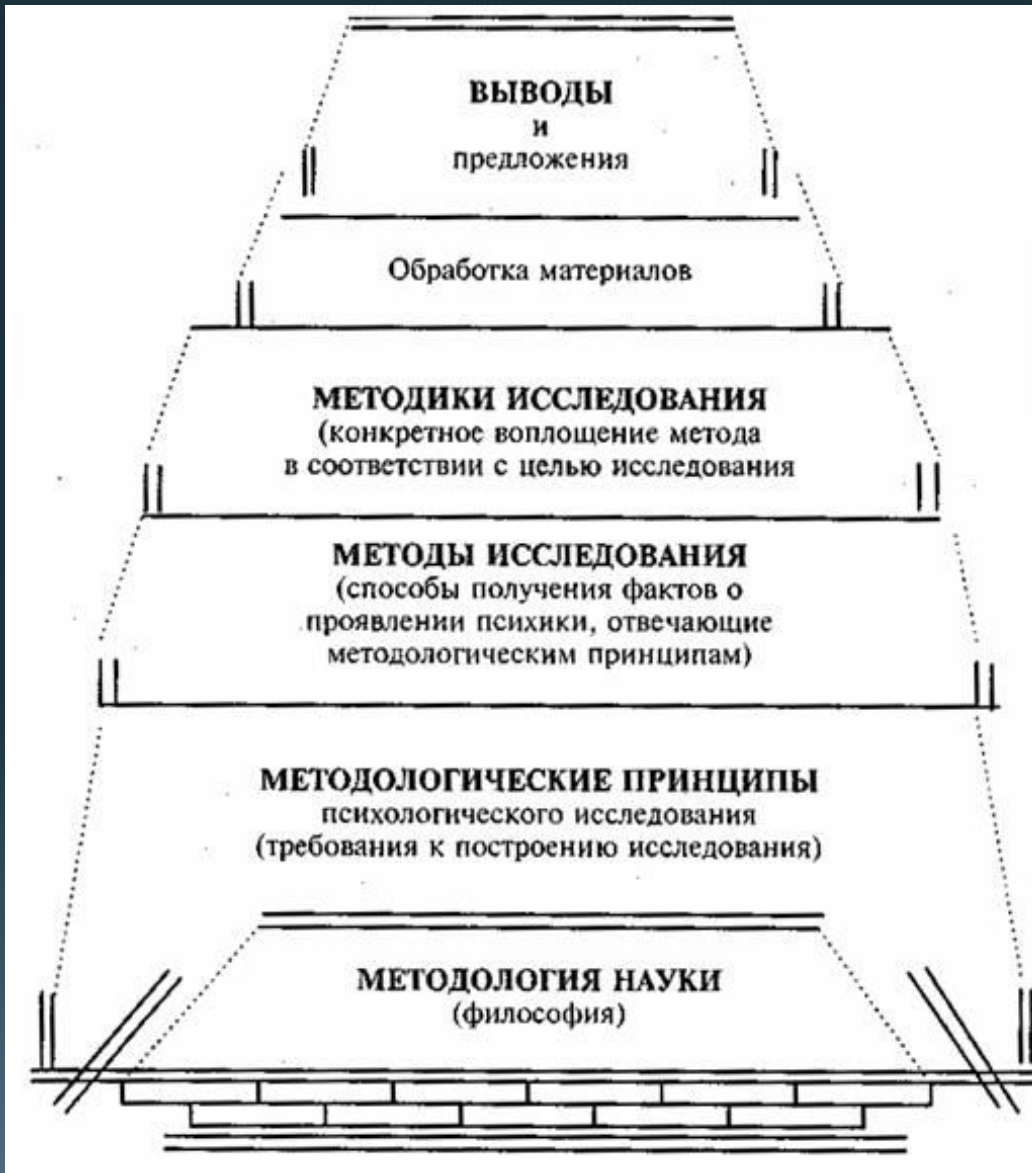 ВЫВОДЫ
и
предложения
Обработка материалов
МЕТОДИКИ ИССЛЕДОВАНИЯ
(конкретное воплощение метода
в соответствии с целью исследования
МЕТОДЫ ИССЛЕДОВАНИЯ
(способы получения фактов о
проявлении психики, отвечающие
методологическим принципам)
МЕТОДОЛОГИЧЕСКИЕ ПРИНЦИПЫ
психологического исследования
(требования к построению исследования)
МЕТОДОЛОГИЯ НАУКИ
(философия)